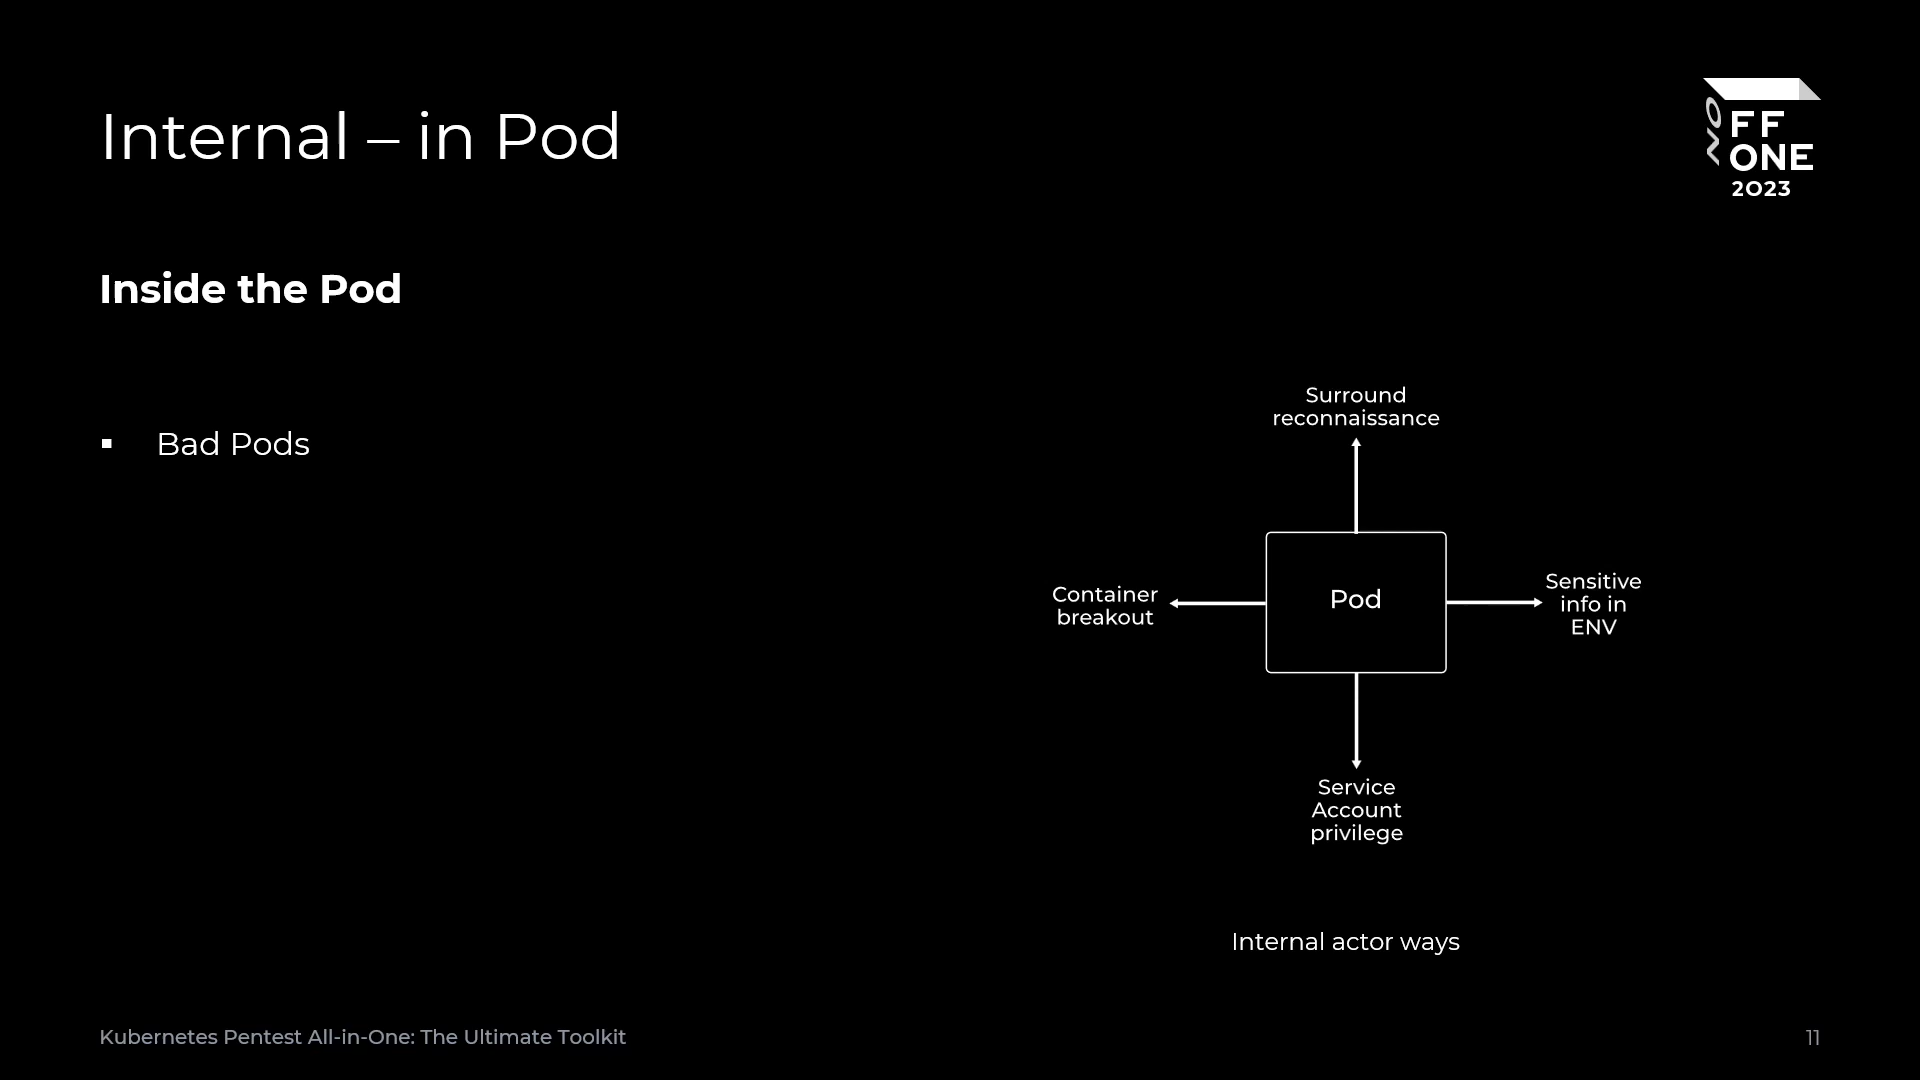 Internal – in Pod
FF
ONE
2023
Inside the Pod
▪ Bad Pods
Surround
reconnaissance
Container
breakout
Pod
Sensitive
info in
ENV
Service
Account
privilege
Internal actor ways
Kubernetes Pentest All-in-One: The Ultimate Toolkit
11